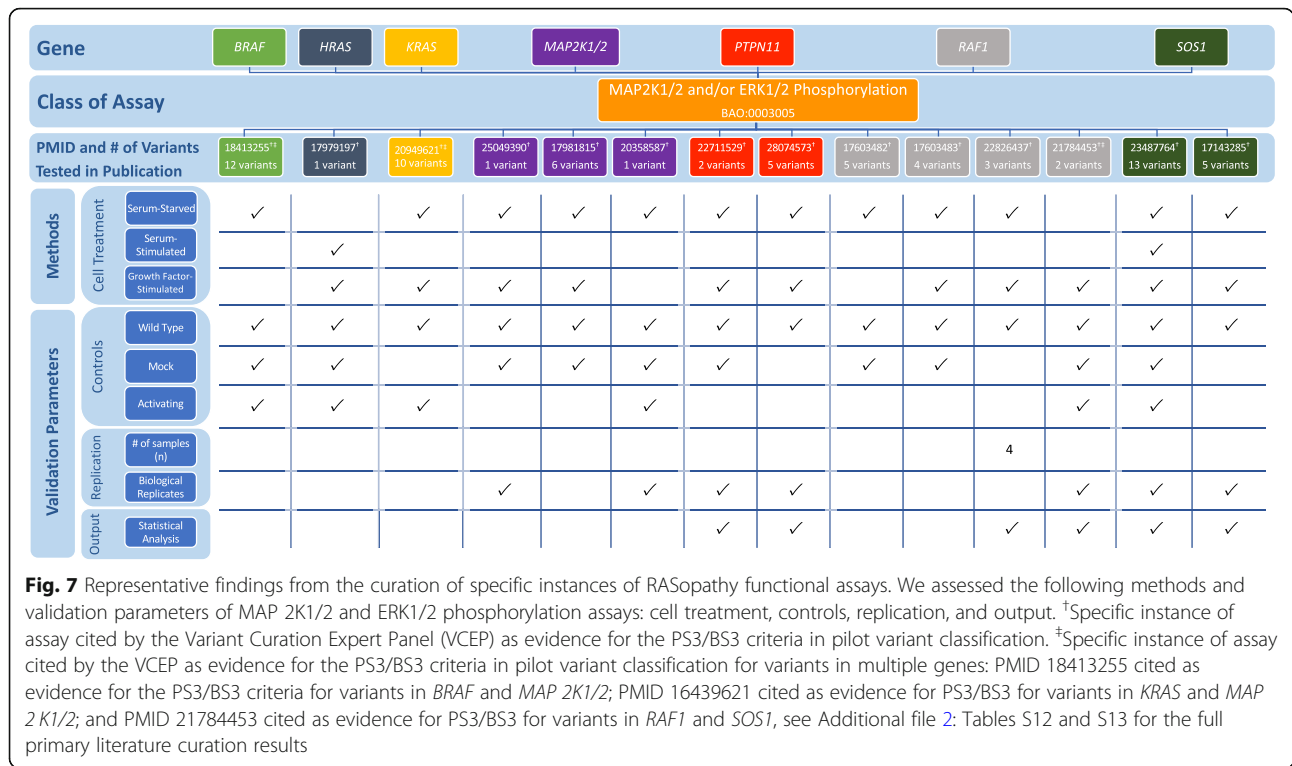 Gene
BRAF HRAS KRAS MAP2K1/2 PTPN11 RAF1 SOS1
Class of Assay
MAP2K1/2 and/or ERK1/2 Phosphorylation
BAO:0003005
PMID and # of Variants
Tested in Publication
18413255†‡ 17979197† 20949621†‡ 25049390† 17981815† 20358587† 22711529† 28074573† 17603482† 17603483† 22826437† 21784453†‡ 23487764† 17143285†
12 variants 1 variant 10 variants 1 variant 6 variants 1 variant 2 variants 5 variants 5 variants 4 variants 3 variants 2 variants 13 variants 5 variants
Methods
Cell Treatment
Serum-Starved ✓ ✓ ✓ ✓ ✓ ✓ ✓ ✓ ✓ ✓ ✓ ✓
Serum-
Stimulated ✓ ✓
Growth Factor-
Stimulated ✓ ✓ ✓ ✓ ✓ ✓ ✓ ✓ ✓ ✓ ✓
Validation Parameters
Controls
Wild Type ✓ ✓ ✓ ✓ ✓ ✓ ✓ ✓ ✓ ✓ ✓ ✓ ✓ ✓
Mock ✓ ✓ ✓ ✓ ✓ ✓ ✓ ✓ ✓ ✓
Activating ✓ ✓ ✓ ✓ ✓ ✓
Replication
# of samples
(n) 4
Biological
Replicates ✓ ✓ ✓ ✓ ✓ ✓ ✓
Output
Statistical
Analysis ✓ ✓ ✓ ✓ ✓ ✓
Fig. 7 Representative findings from the curation of specific instances of RASopathy functional assays. We assessed the following methods and
validation parameters of MAP 2K1/2 and ERK1/2 phosphorylation assays: cell treatment, controls, replication, and output. †Specific instance of
assay cited by the Variant Curation Expert Panel (VCEP) as evidence for the PS3/BS3 criteria in pilot variant classification. ‡Specific instance of assay
cited by the VCEP as evidence for the PS3/BS3 criteria in pilot variant classification for variants in multiple genes: PMID 18413255 cited as
evidence for the PS3/BS3 criteria for variants in BRAF and MAP 2K1/2; PMID 16439621 cited as evidence for PS3/BS3 for variants in KRAS and MAP
2 K1/2; and PMID 21784453 cited as evidence for PS3/BS3 for variants in RAF1 and SOS1, see Additional file 2: Tables S12 and S13 for the full
primary literature curation results